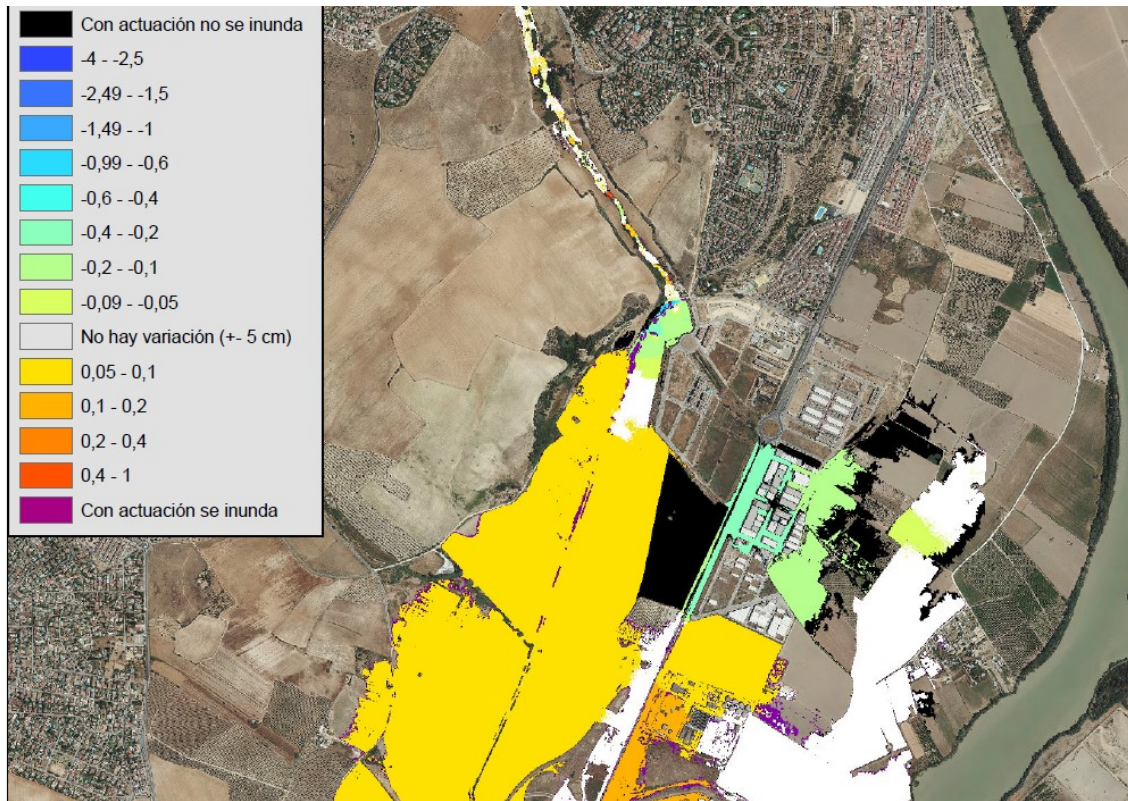 Con actuación no se inunda
-4 - -2,5
-2,49 - -1,5
-1,49 - -1
-0,99 - -0,6
-0,6 - -0,4
-0,4 - -0,2
-0,2 - -0,1
-0,09 - -0,05
No hay variación (+- 5 cm)
0,05 - 0,1
0,1 - 0,2
0,2 - 0,4
0,4 - 1
Con actuación se inunda